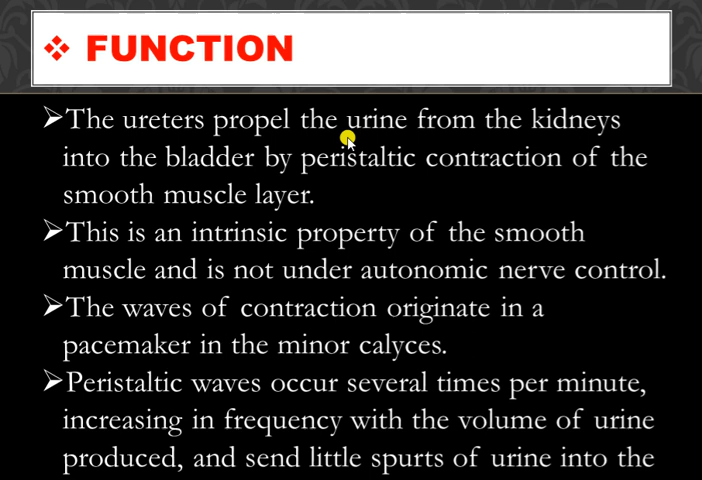 ❖ FUNCTION
➤The ureters propel the urine from the kidneys
into the bladder by peristaltic contraction of the
smooth muscle layer.
➤This is an intrinsic property of the smooth
muscle and is not under autonomic nerve control.
➤The waves of contraction originate in a
pacemaker in the minor calyces.
➤Peristaltic waves occur several times per minute,
increasing in frequency with the volume of urine
produced, and send little spurts of urine into the